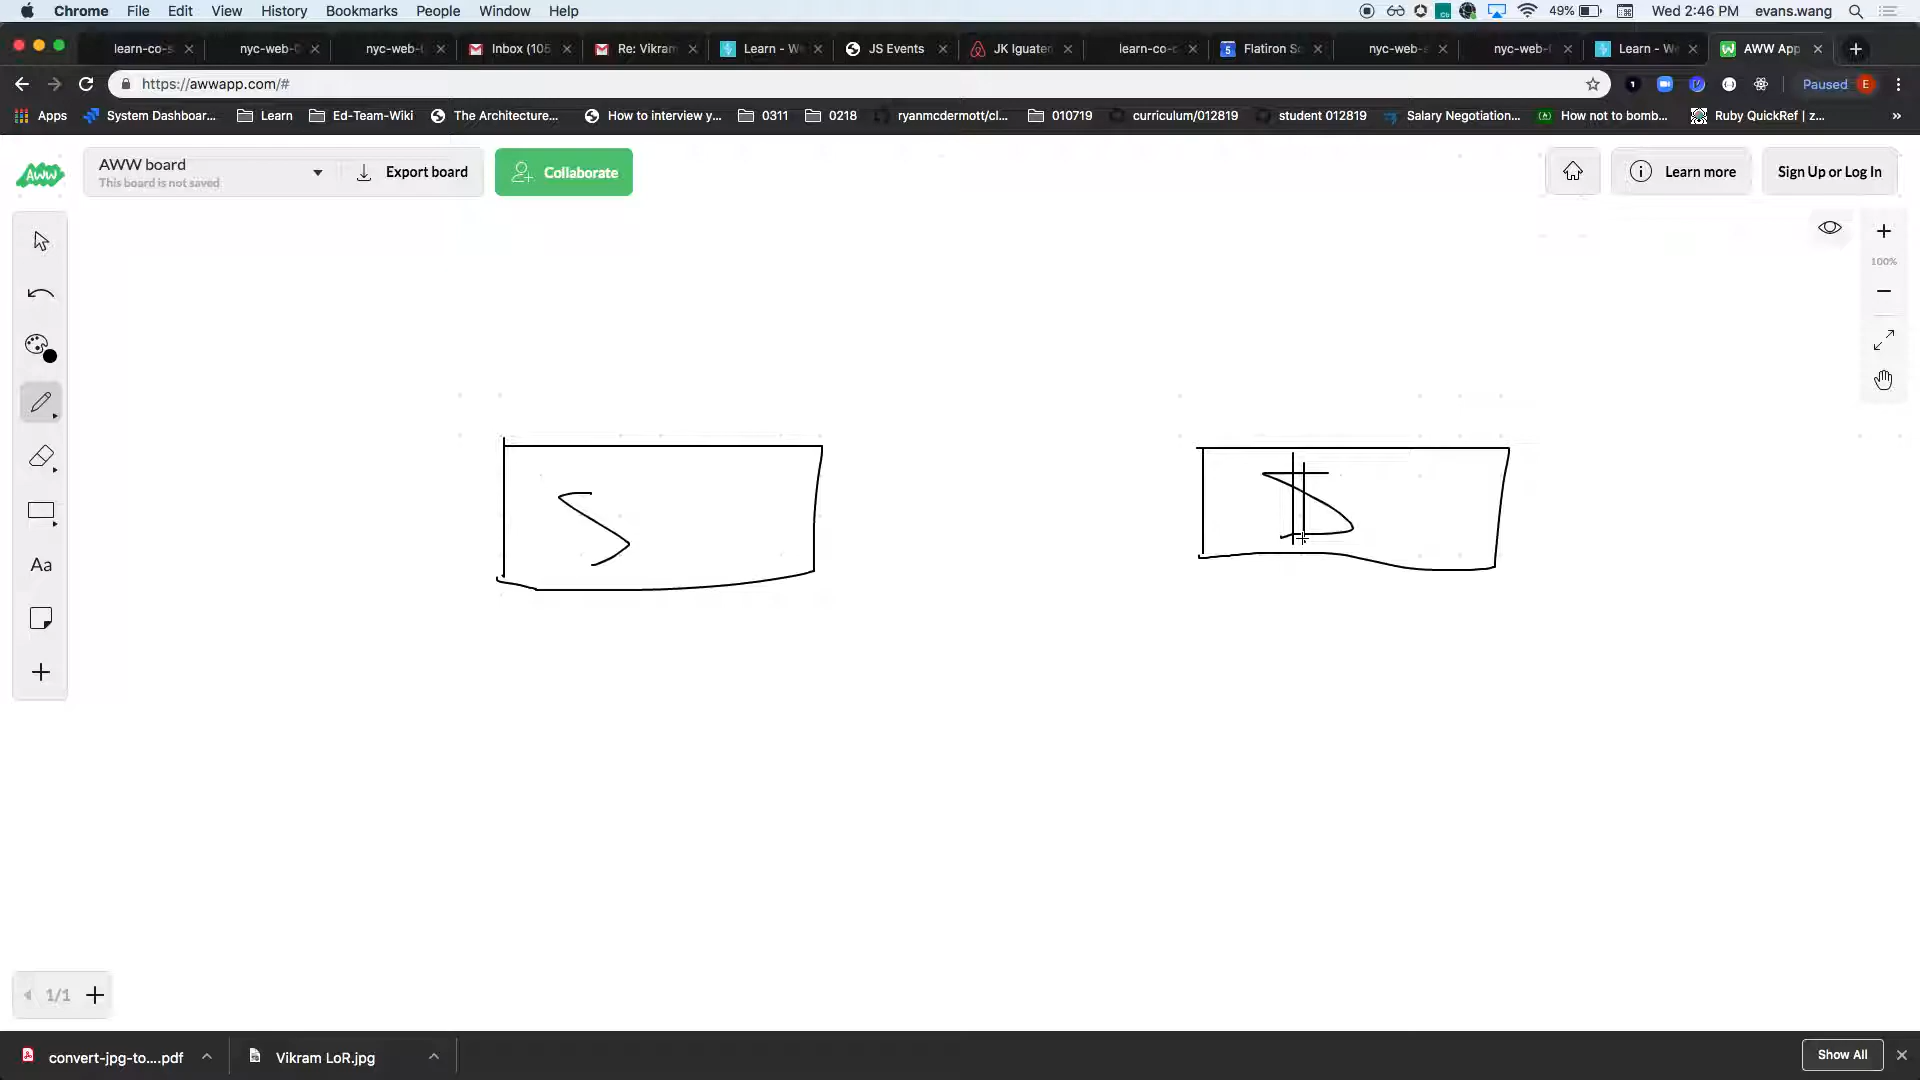 Chrome File Edit View History Bookmarks People Window Help 49% Wed 2:46 PM evans.wang
learn-co-s nyc-web-0 nyc-web- Inbox (105 Re: Vikram Learn - We JS Events JK Iguaten learn-co-c Flatiron Sc nyc-web-s nyc-web- Learn - We AWW App
https://awwapp.com/# Paused E
Apps System Dashboar... Learn Ed-Team-Wiki The Architecture... How to interview y... 0311 0218 ryanmcdermott/cl... 010719 curriculum/012819 student 012819 Salary Negotiation... How not to bomb... Ruby QuickRef | z... »
AWW
AWW board
This board is not saved
Export board
Collaborate
Learn more
Sign Up or Log In
100%
S
$
Aa
1/1
convert-jpg-to....pdf Vikram LoR.jpg Show All